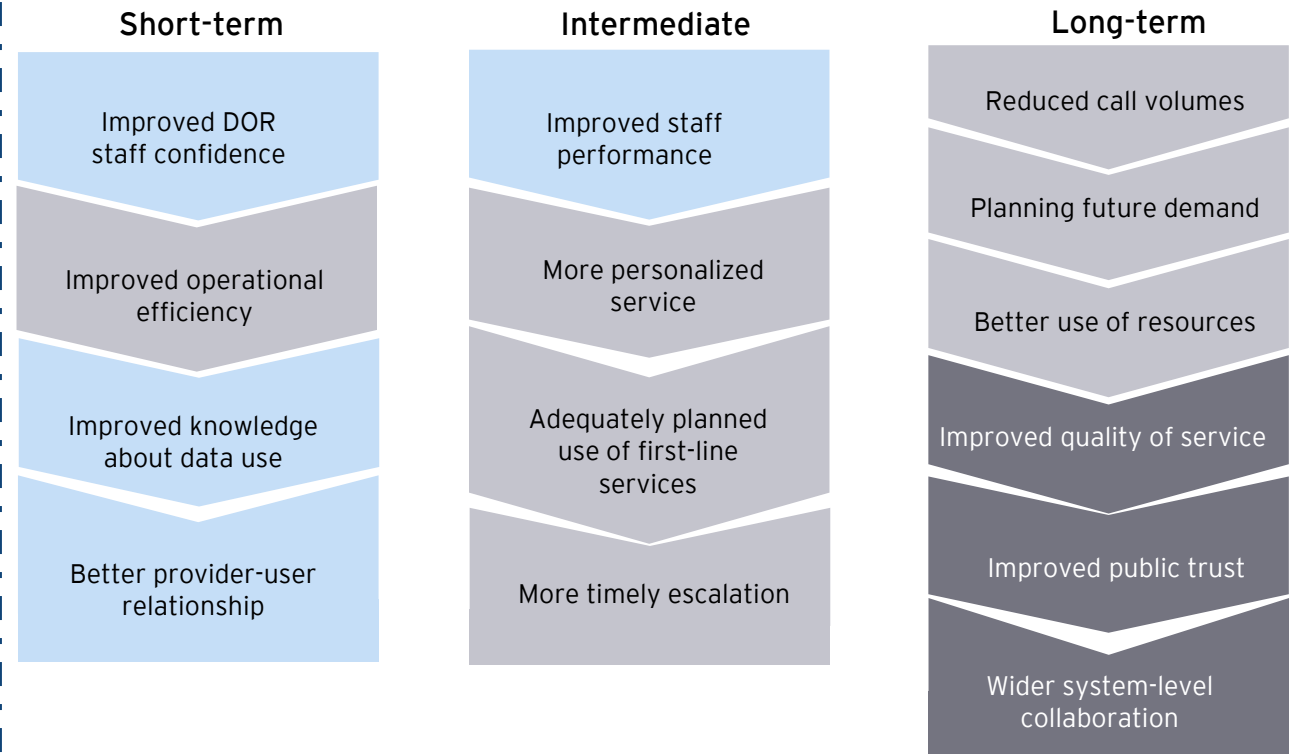 Short-term
Improved DOR
staff confidence
Improved operational
efficiency
Improved knowledge
about data use
Better provider-user
relationship
Intermediate
Improved staff
performance
More personalized
service
Adequately planned
use of first-line
services
More timely escalation
Long-term
Reduced call volumes
Planning future demand
Better use of resources
Improved quality of service
Improved public trust
Wider system-level
collaboration